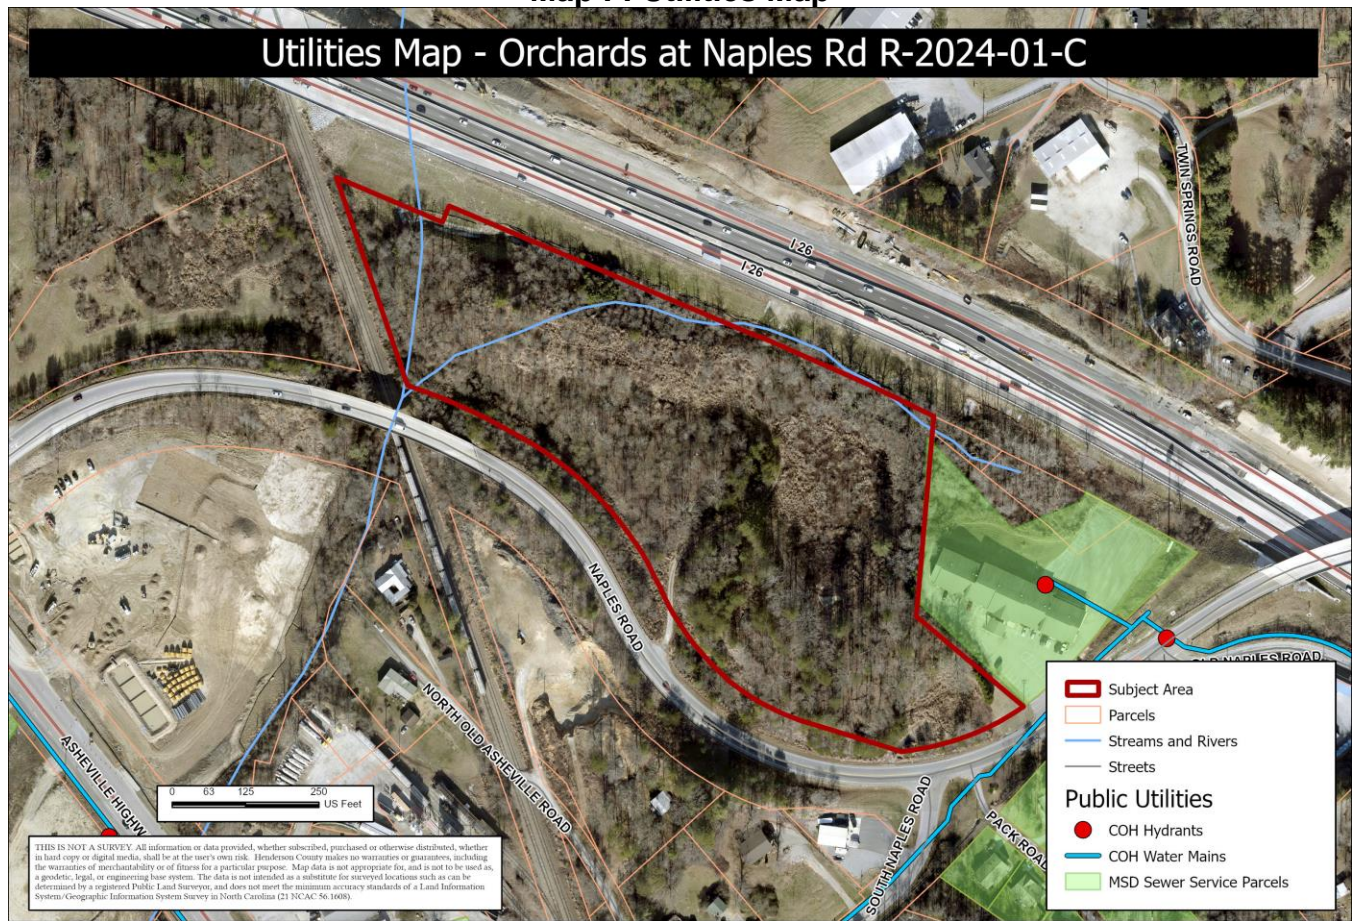 Utilities Map - Orchards at Naples Rd R-2024-01-C
TWIN SPRINGS ROAD
I 26
I 26
NAPLES ROAD
OLD NAPLES ROAD
NORTH OLD ASHEVILLE ROAD
ASHEVILLE HIGHW
SOUTH NAPLES ROAD
PACK ROAD
0 63 125 250
US Feet
THIS IS NOT A SURVEY. All information or data provided, whether subscribed, purchased or otherwise distributed, whether
in hard copy or digital media, shall be at the user's own risk. Henderson County makes no warranties or guarantees, including
the warranties of merchantability or of fitness for a particular purpose. Map data is not appropriate for, and is not to be used as,
a geodetic, legal, or engineering base system. The data is not intended as a substitute for surveyed locations such as can be
determined by a registered Public Land Surveyor, and does not meet the minimum accuracy standards of a Land Information
System/Geographic Information System Survey in North Carolina (21 NCAC 56.1608).
Subject Area
Parcels
Streams and Rivers
Streets
Public Utilities
COH Hydrants
COH Water Mains
MSD Sewer Service Parcels